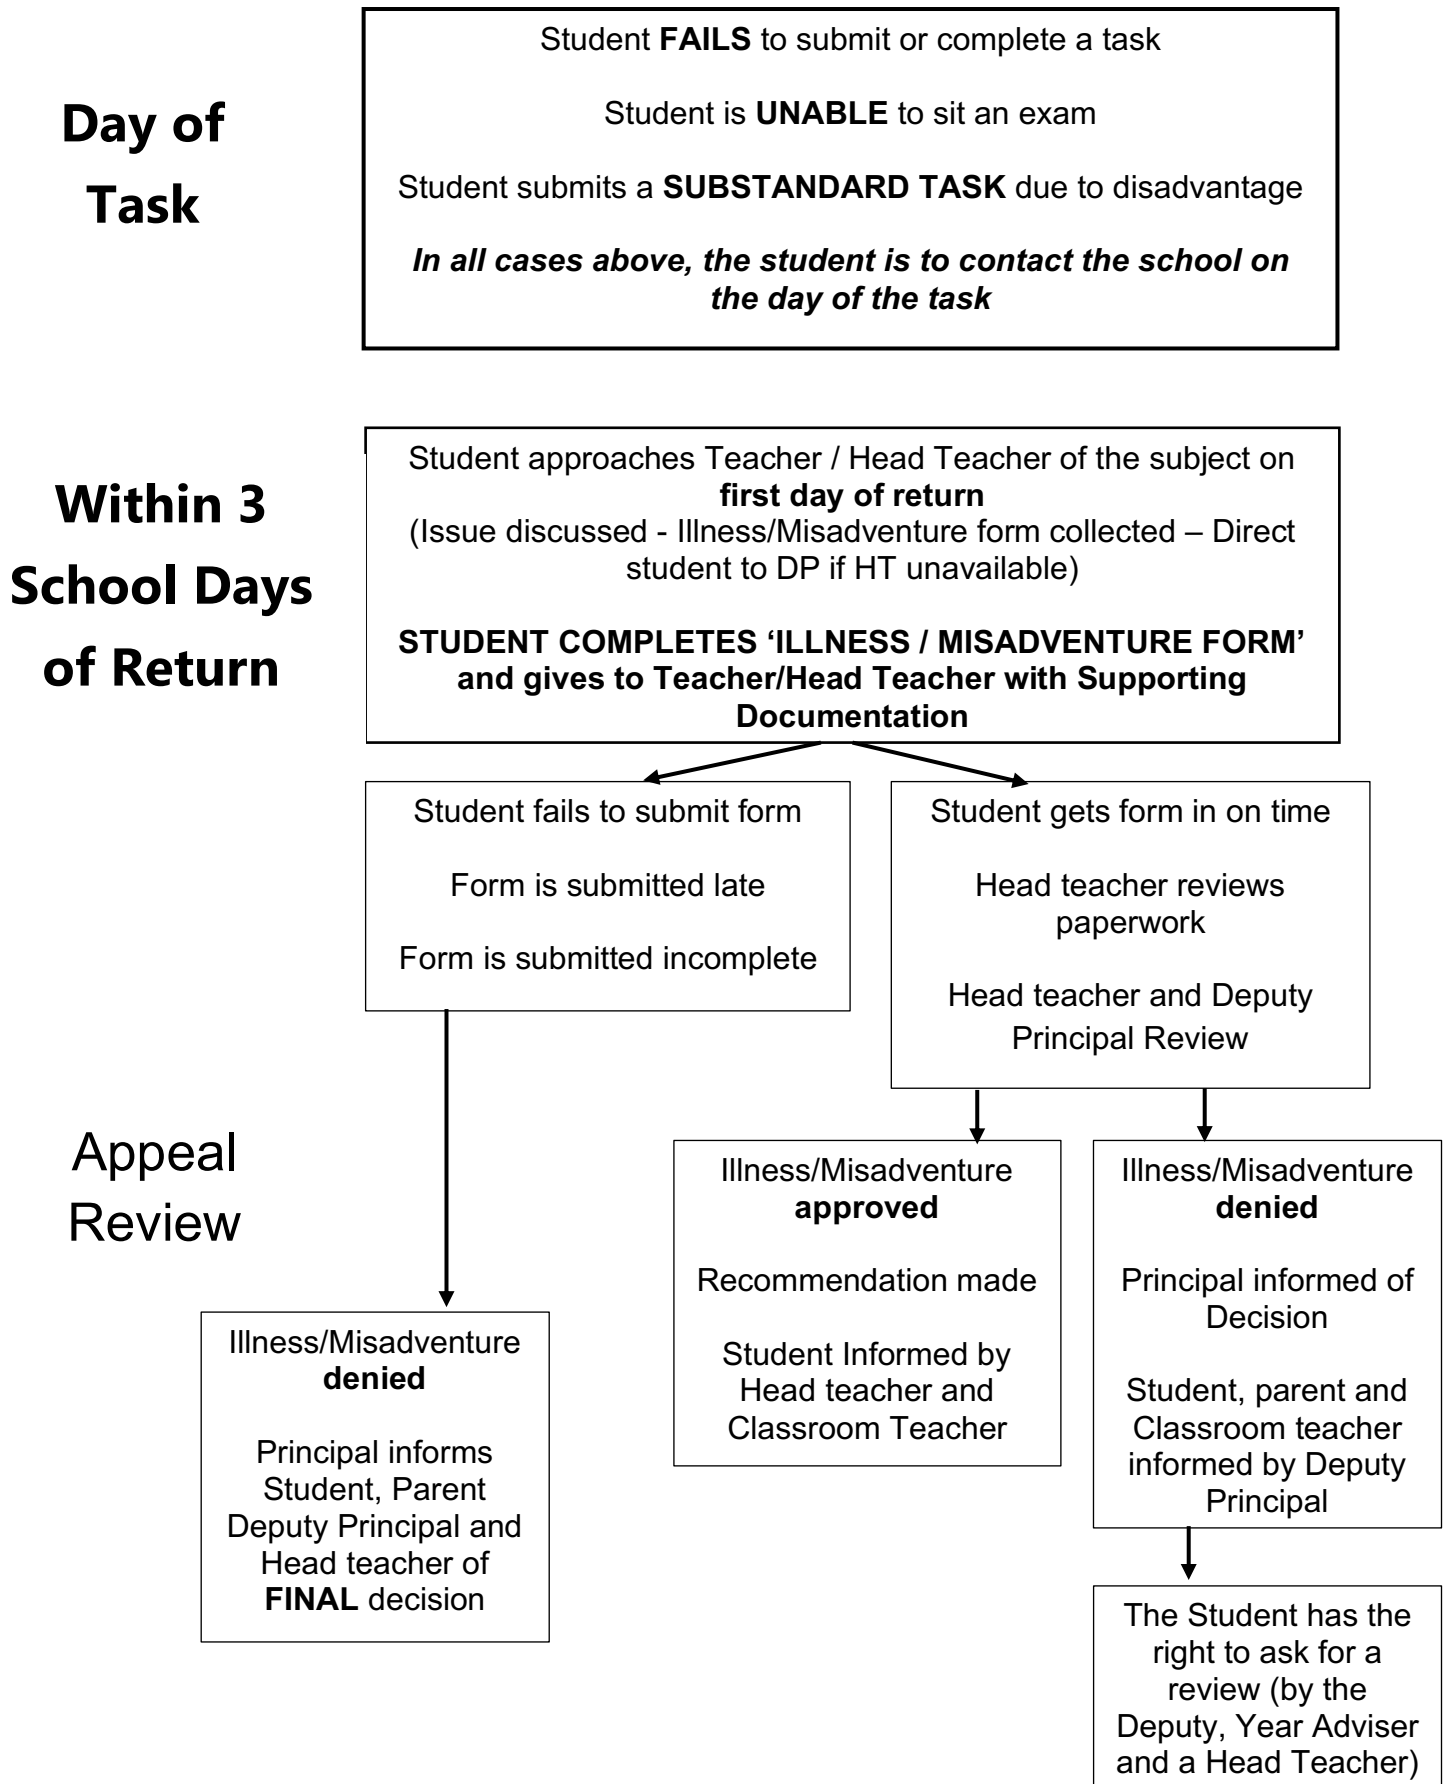 Day of
Task
Student FAILS to submit or complete a task
Student is UNABLE to sit an exam
Student submits a SUBSTANDARD TASK due to disadvantage
In all cases above, the student is to contact the school on
the day of the task
Within 3
School Days
of Return
Student approaches Teacher / Head Teacher of the subject on
first day of return
(Issue discussed - Illness/Misadventure form collected – Direct
student to DP if HT unavailable)
STUDENT COMPLETES ‘ILLNESS / MISADVENTURE FORM’
and gives to Teacher/Head Teacher with Supporting
Documentation
Student fails to submit form
Form is submitted late
Form is submitted incomplete
Student gets form in on time
Head teacher reviews
paperwork
Head teacher and Deputy
Principal Review
Appeal
Review
Illness/Misadventure
denied
Principal informs
Student, Parent
Deputy Principal and
Head teacher of
FINAL decision
Illness/Misadventure
approved
Recommendation made
Student Informed by
Head teacher and
Classroom Teacher
Illness/Misadventure
denied
Principal informed of
Decision
Student, parent and
Classroom teacher
informed by Deputy
Principal
The Student has the
right to ask for a
review (by the
Deputy, Year Adviser
and a Head Teacher)